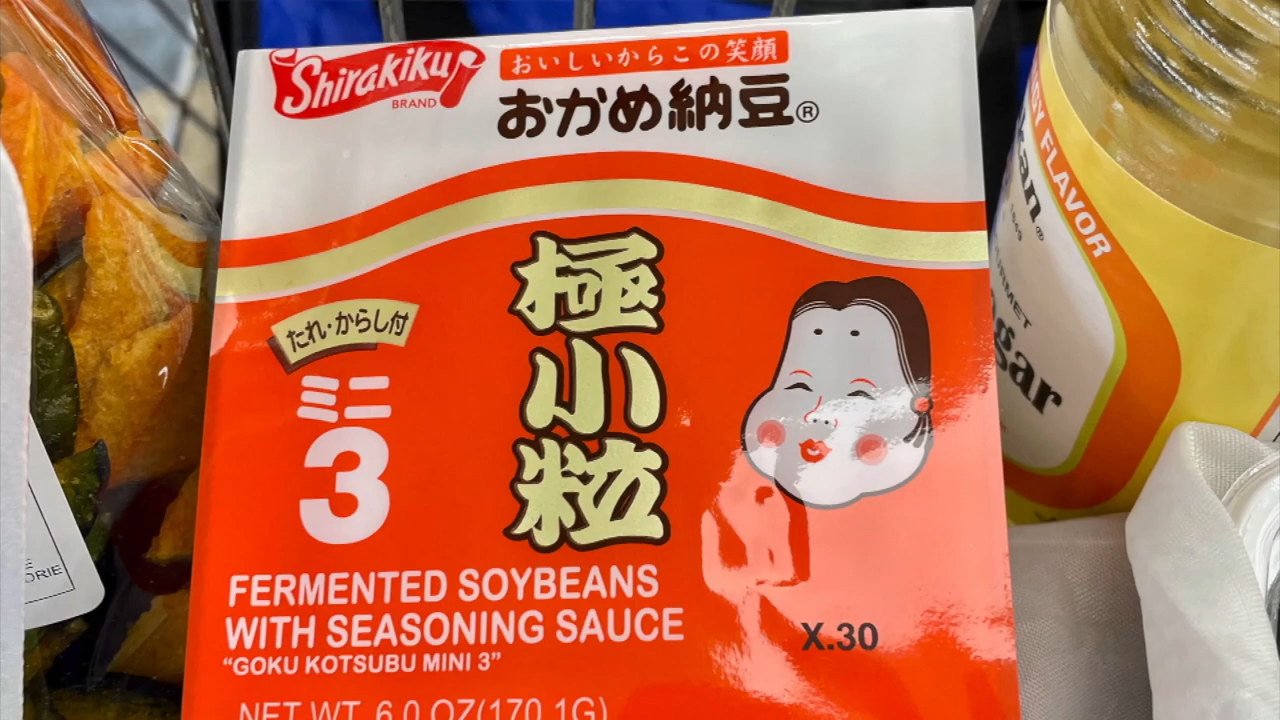 Shirakiku
BRAND
おいしいからこの笑顔
おかめ納豆®
極小粒
たれ・からし付
ミニ
3
FERMENTED SOYBEANS
WITH SEASONING SAUCE
“GOKU KOTSUBU MINI 3”
NET WT. 6.0 OZ(170.1G)
X.30
FLAVOR